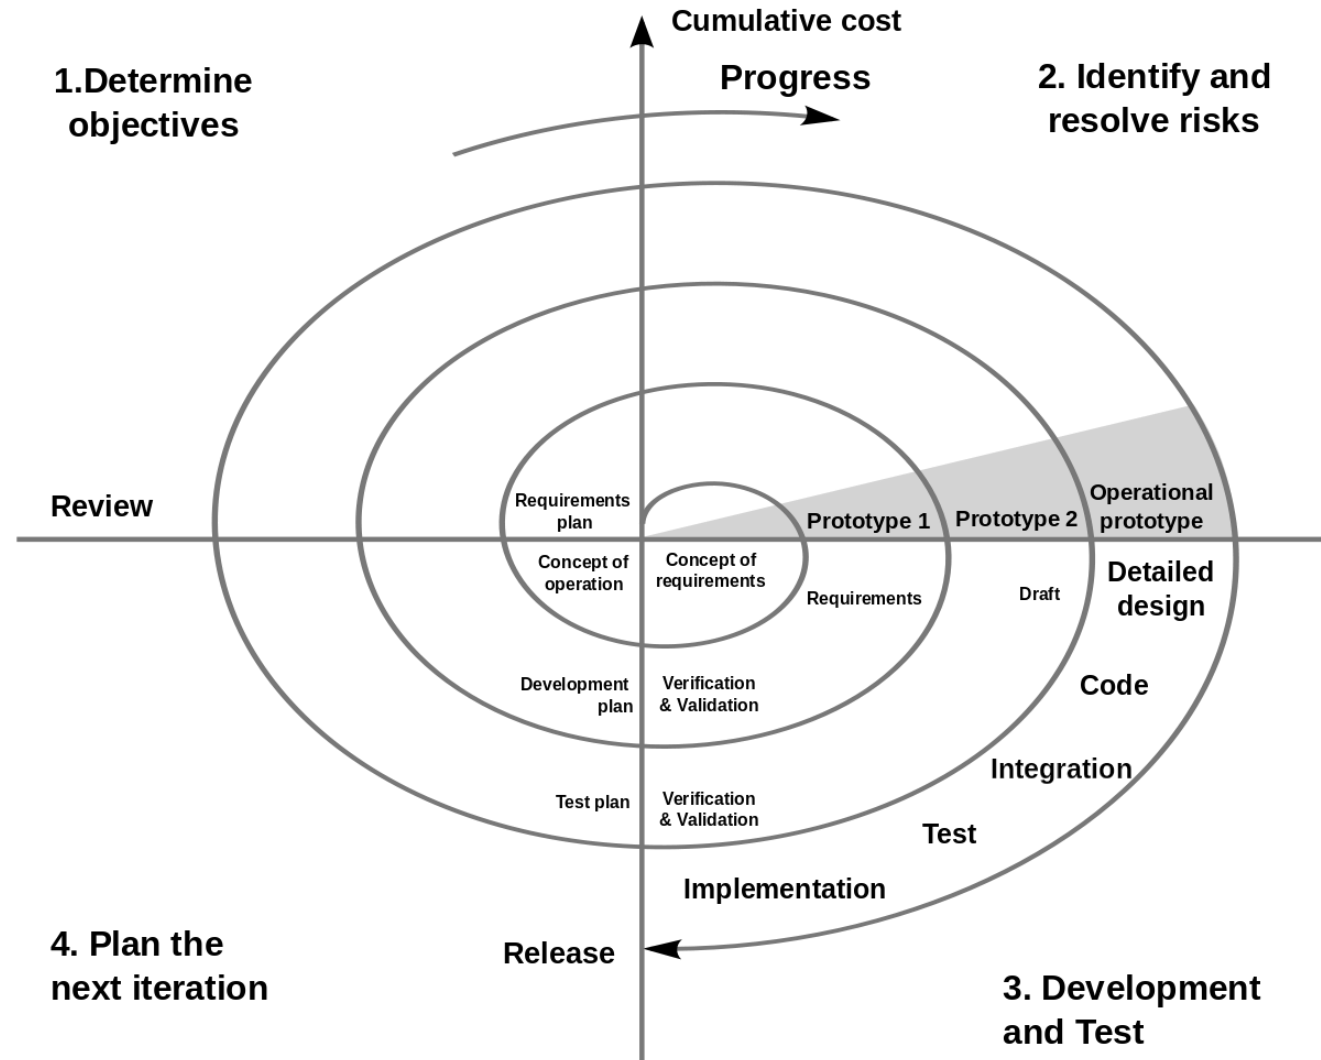 Cumulative cost
Progress
1.Determine
objectives
2. Identify and
resolve risks
Review
Requirements
plan
Concept of
operation
Concept of
requirements
Prototype 1
Prototype 2
Operational
prototype
Requirements
Draft
Detailed
design
Development
plan
Verification
& Validation
Code
Integration
Test plan
Verification
& Validation
Test
Implementation
Release
4. Plan the
next iteration
3. Development
and Test